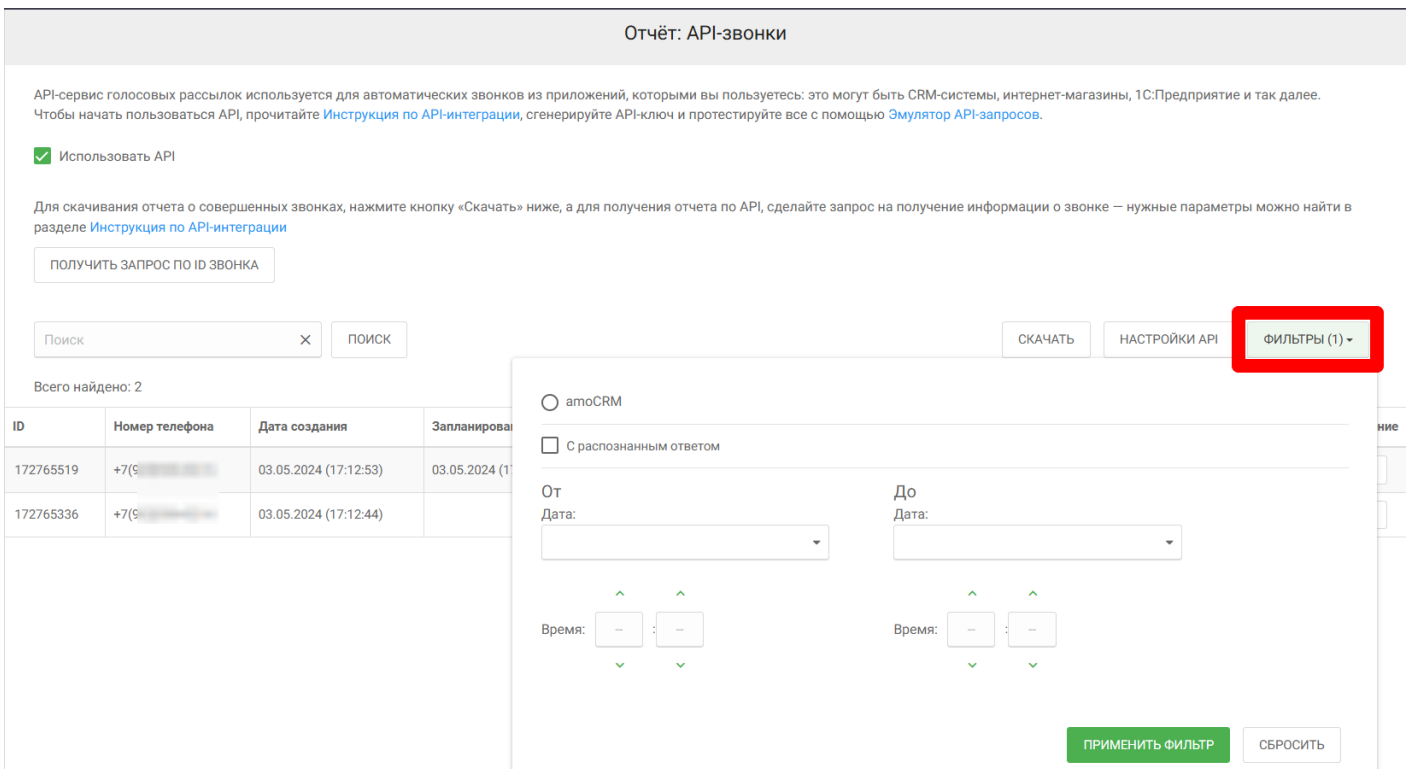 Отчёт: API-звонки
API-сервис голосовых рассылок используется для автоматических звонков из приложений, которыми вы пользуетесь: это могут быть CRM-системы, интернет-магазины, 1С:Предприятие и так далее.
Чтобы начать пользоваться API, прочитайте Инструкция по API-интеграции, сгенерируйте API-ключ и протестируйте все с помощью Эмулятор API-запросов.
Использовать API
Для скачивания отчета о совершенных звонках, нажмите кнопку «Скачать» ниже, а для получения отчета по API, сделайте запрос на получение информации о звонке — нужные параметры можно найти в
разделе Инструкция по API-интеграции
ПОЛУЧИТЬ ЗАПРОС ПО ID ЗВОНКА
Поиск ПОИСК СКАЧАТЬ НАСТРОЙКИ API ФИЛЬТРЫ (1)
Всего найдено: 2
ID Номер телефона Дата создания Запланирова ние
172765519 +7(9 03.05.2024 (17:12:53) 03.05.2024 (1
172765336 +7(9 03.05.2024 (17:12:44)
amoCRM
С распознанным ответом
От До
Дата: Дата:
Время: -- : -- Время: -- : --
ПРИМЕНИТЬ ФИЛЬТР СБРОСИТЬ